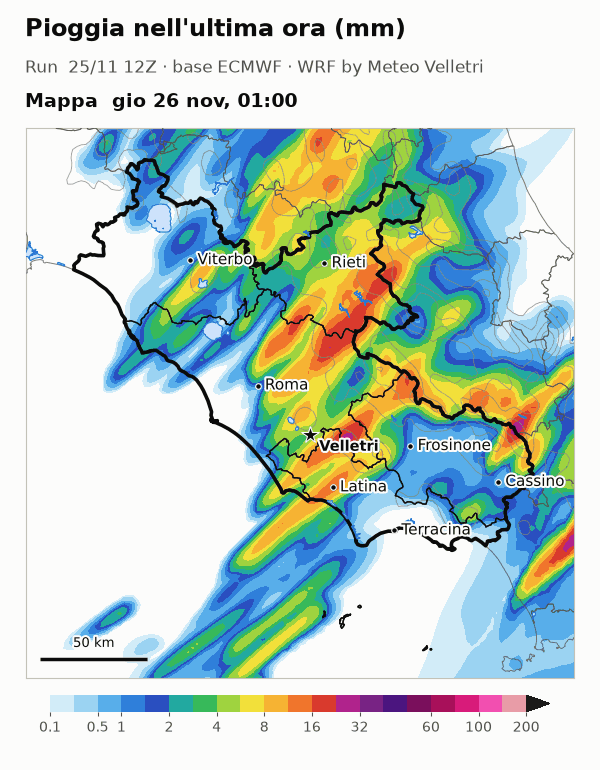 Pioggia nell'ultima ora (mm)
Run  25/11 12Z · base ECMWF · WRF by Meteo Velletri
Mappa  gio 26 nov, 01:00
Viterbo
Rieti
Roma
Velletri
Frosinone
Latina
Cassino
Terracina
50 km
0.1 0.5 1 2 4 8 16 32 60 100 200